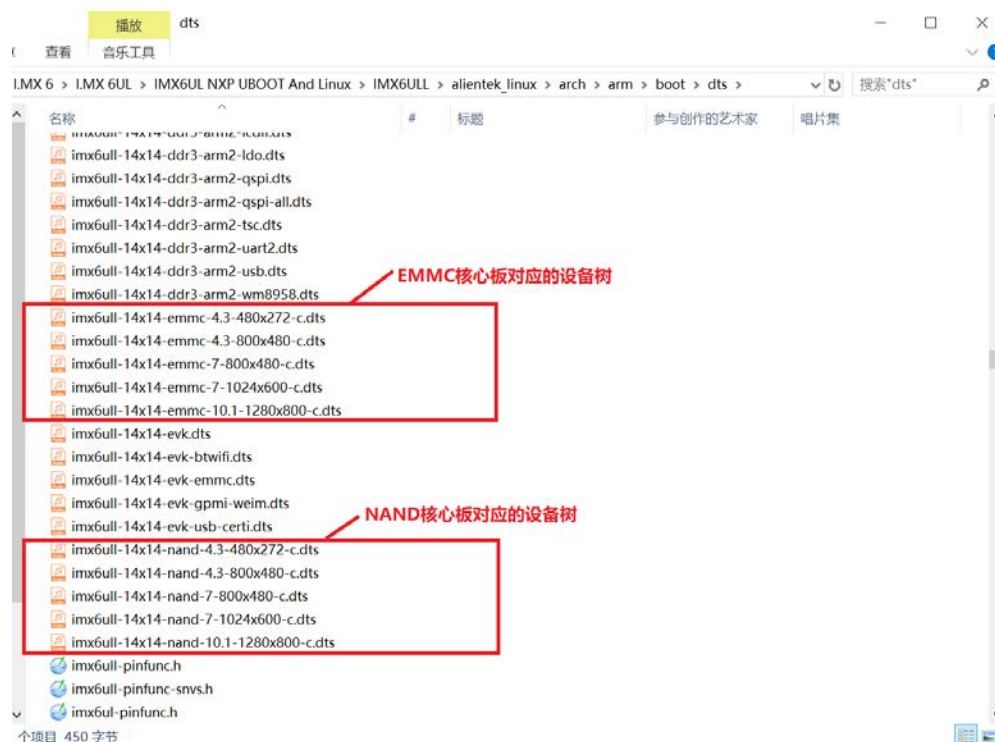 播放
dts
查看
音乐工具
I.MX 6 > I.MX 6UL > IMX6UL NXP UBOOT And Linux > IMX6ULL > alientek_linux > arch > arm > boot > dts >
搜索"dts"
名称
#
标题
参与创作的艺术家
唱片集
imx6ull-14x14-ddr3-arm2-lcdif.dts
imx6ull-14x14-ddr3-arm2-ldo.dts
imx6ull-14x14-ddr3-arm2-qspi.dts
imx6ull-14x14-ddr3-arm2-qspi-all.dts
imx6ull-14x14-ddr3-arm2-tsc.dts
imx6ull-14x14-ddr3-arm2-uart2.dts
imx6ull-14x14-ddr3-arm2-usb.dts
EMMC核心板对应的设备树
imx6ull-14x14-ddr3-arm2-wm8958.dts
imx6ull-14x14-emmc-4.3-480x272-c.dts
imx6ull-14x14-emmc-4.3-800x480-c.dts
imx6ull-14x14-emmc-7-800x480-c.dts
imx6ull-14x14-emmc-7-1024x600-c.dts
imx6ull-14x14-emmc-10.1-1280x800-c.dts
imx6ull-14x14-evk.dts
imx6ull-14x14-evk-btwifi.dts
imx6ull-14x14-evk-emmc.dts
imx6ull-14x14-evk-gpmi-weim.dts
NAND核心板对应的设备树
imx6ull-14x14-evk-usb-certi.dts
imx6ull-14x14-nand-4.3-480x272-c.dts
imx6ull-14x14-nand-4.3-800x480-c.dts
imx6ull-14x14-nand-7-800x480-c.dts
imx6ull-14x14-nand-7-1024x600-c.dts
imx6ull-14x14-nand-10.1-1280x800-c.dts
imx6ull-pinfunc.h
imx6ull-pinfunc-snvs.h
imx6ul-pinfunc.h
个项目 450 字节